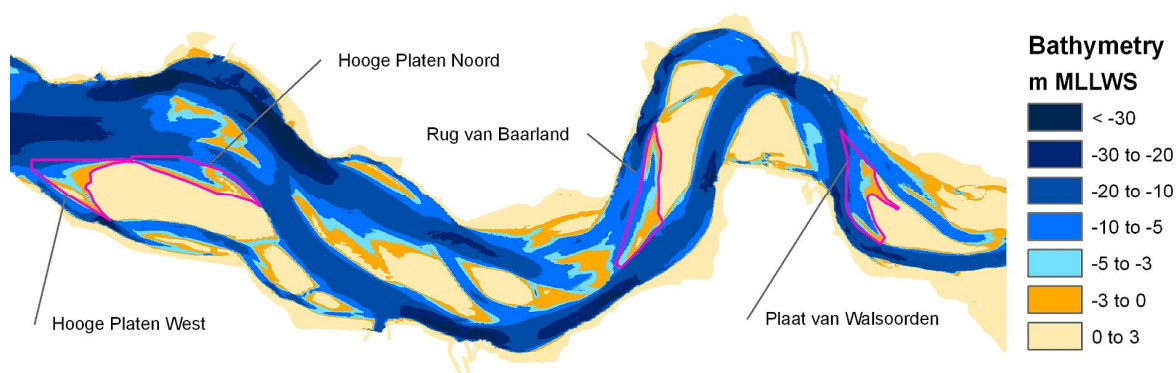 Hooge Platen Noord
Rug van Baarland
Hooge Platen West
Plaat van Walsoorden
Bathymetry
m MLLWS
< -30
-30 to -20
-20 to -10
-10 to -5
-5 to -3
-3 to 0
0 to 3